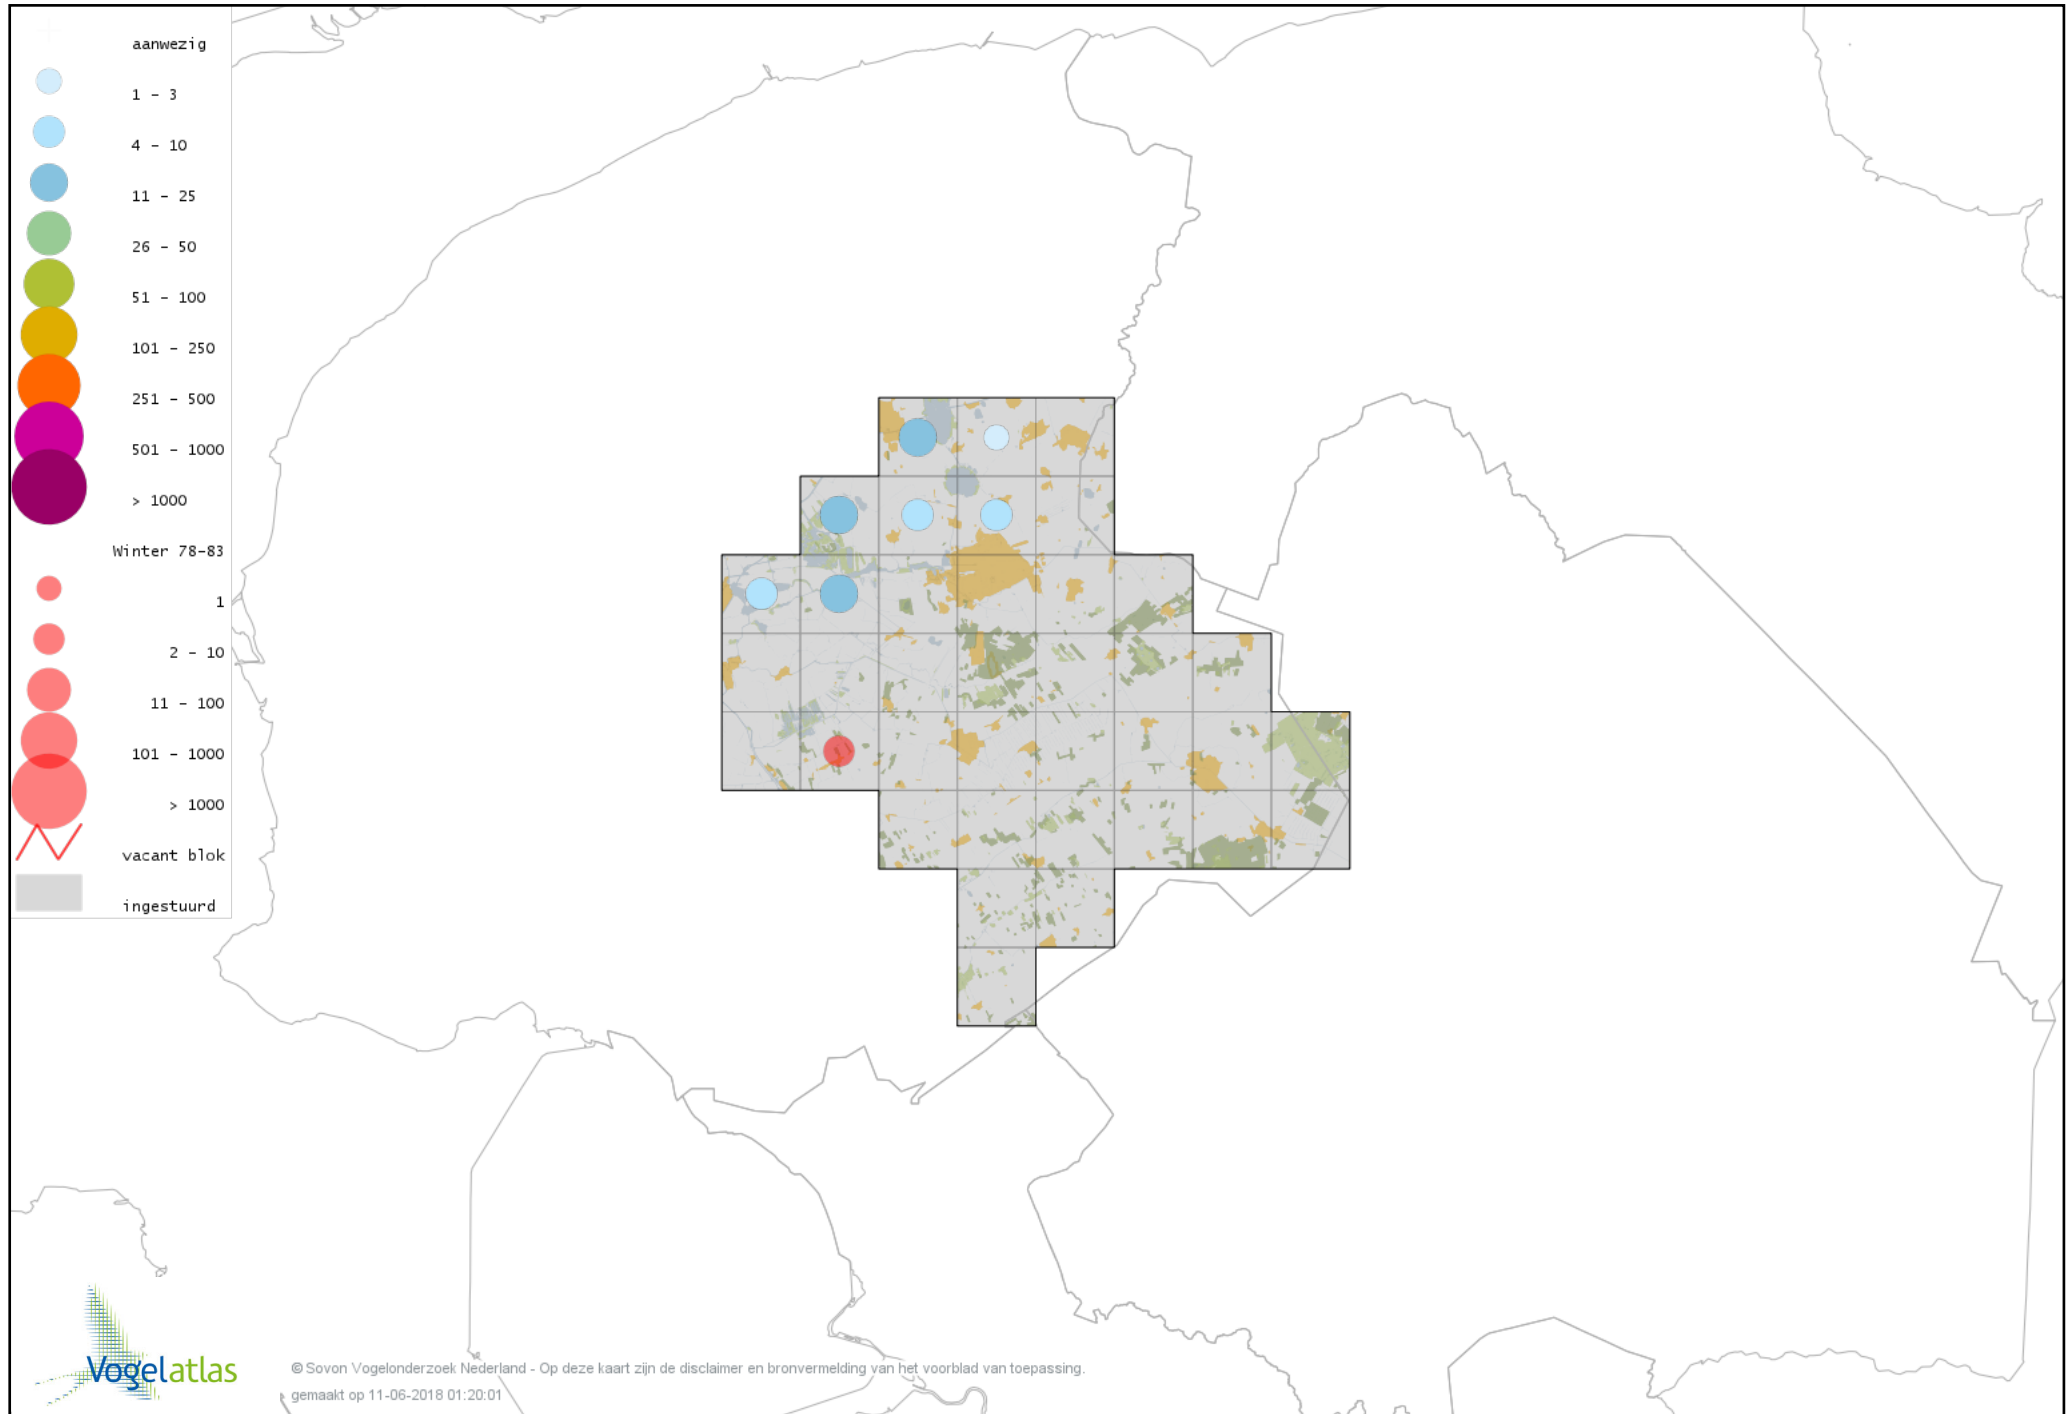 aanwezig
1 - 3
4 - 10
11 - 25
26 - 50
51 - 100
101 - 250
251 - 500
501 - 1000
> 1000
Winter 78-83
1
2 - 10
11 - 100
101 - 1000
> 1000
vacant blok
ingestuurd
Vogelatlas
© Sovon Vogelonderzoek Nederland - Op deze kaart zijn de disclaimer en bronvermelding van het voorblad van toepassing.
gemaakt op 11-06-2018 01:20:01